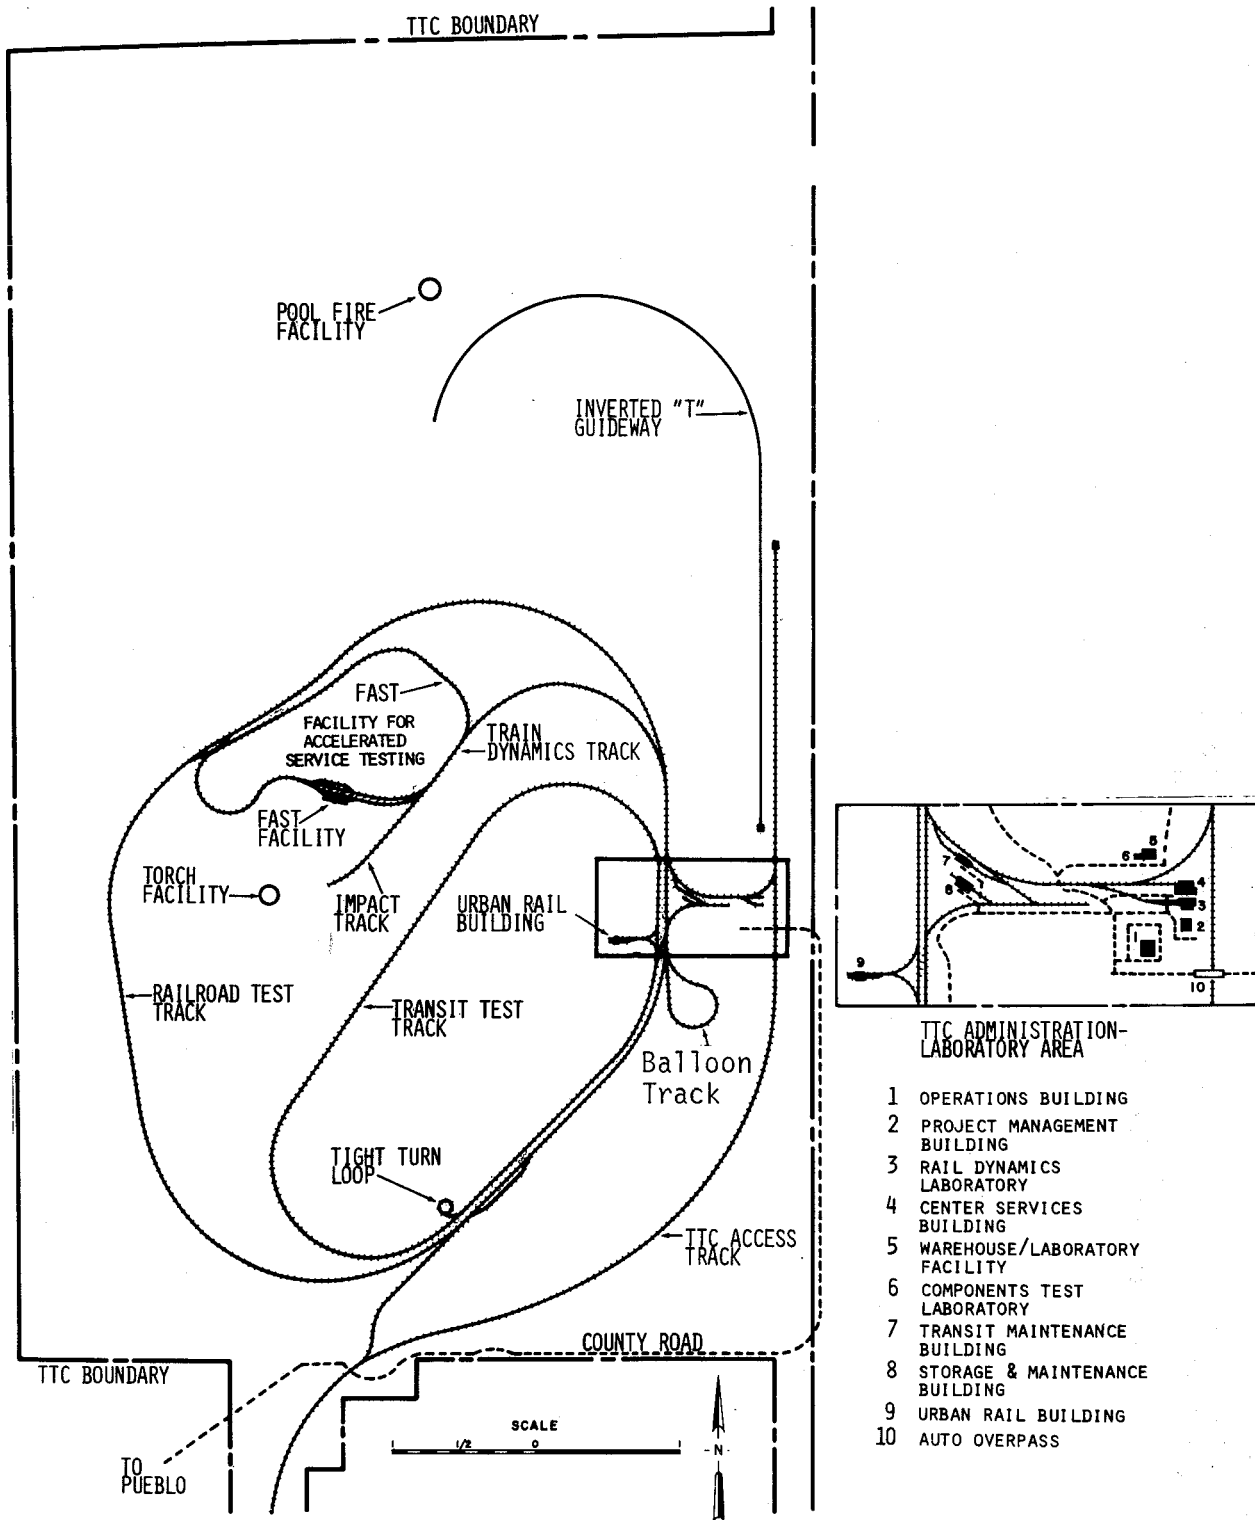 TTC BOUNDARY
POOL FIRE
FACILITY
INVERTED "T"
GUIDEWAY
FAST
FACILITY FOR
ACCELERATED
SERVICE TESTING
TRAIN
DYNAMICS TRACK
FAST
FACILITY
TORCH
FACILITY
IMPACT
TRACK
URBAN RAIL
BUILDING
RAILROAD TEST
TRACK
TRANSIT TEST
TRACK
Balloon
Track
TIGHT TURN
LOOP
TTC ACCESS
TRACK
COUNTY ROAD
TTC BOUNDARY
TO
PUEBLO
SCALE
1/2 0
N
5
6
7
8
4
3
2
1
9
10
TTC ADMINISTRATION-
LABORATORY AREA
1 OPERATIONS BUILDING
2 PROJECT MANAGEMENT
BUILDING
3 RAIL DYNAMICS
LABORATORY
4 CENTER SERVICES
BUILDING
5 WAREHOUSE/LABORATORY
FACILITY
6 COMPONENTS TEST
LABORATORY
7 TRANSIT MAINTENANCE
BUILDING
8 STORAGE & MAINTENANCE
BUILDING
9 URBAN RAIL BUILDING
10 AUTO OVERPASS